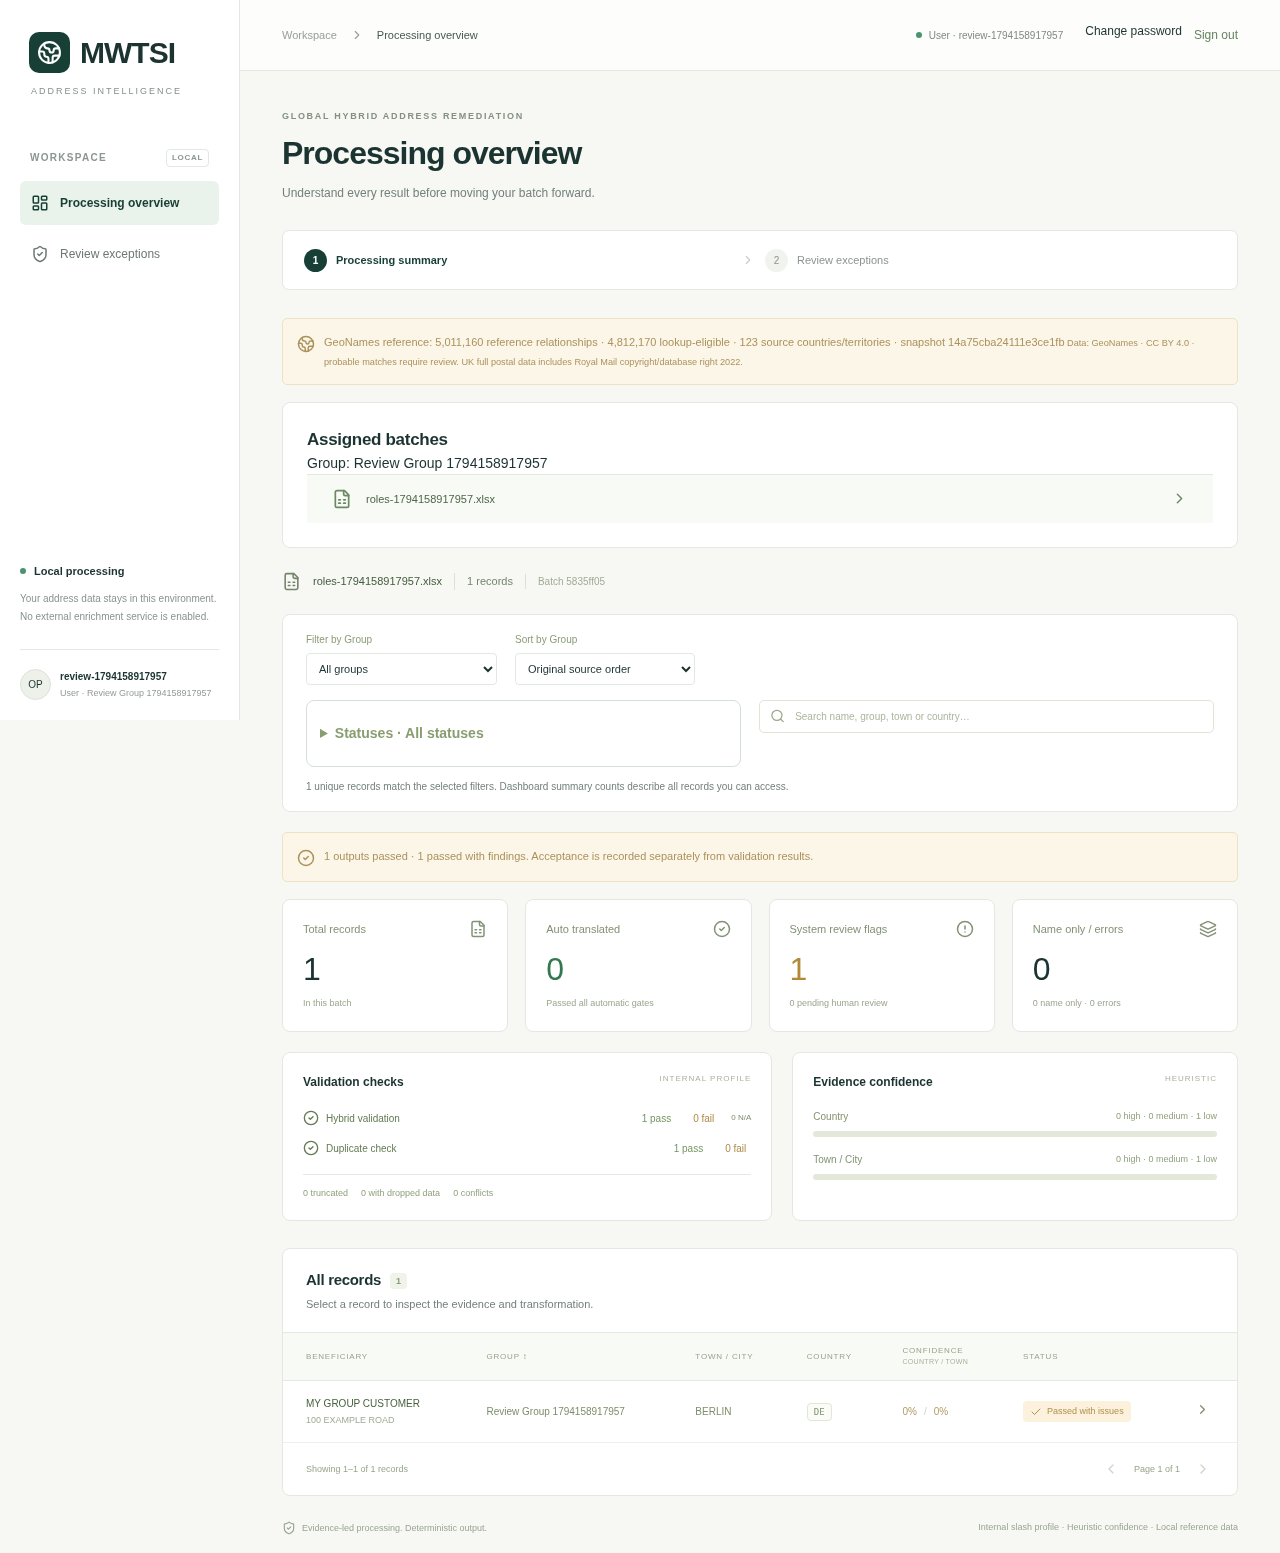 MWTSI
ADDRESS INTELLIGENCE
WORKSPACE
LOCAL
Processing overview
Review exceptions
Local processing
Your address data stays in this environment.
No external enrichment service is enabled.
OP
review-1794158917957
User · Review Group 1794158917957
Workspace
Processing overview
User · review-1794158917957
Change password
Sign out
GLOBAL HYBRID ADDRESS REMEDIATION
Processing overview
Understand every result before moving your batch forward.
1 Processing summary
2 Review exceptions
GeoNames reference: 5,011,160 reference relationships · 4,812,170 lookup-eligible · 123 source countries/territories · snapshot 14a75cba24111e3ce1fb Data: GeoNames · CC BY 4.0 ·
probable matches require review. UK full postal data includes Royal Mail copyright/database right 2022.
Assigned batches
Group: Review Group 1794158917957
roles-1794158917957.xlsx
roles-1794158917957.xlsx
1 records
Batch 5835ff05
Filter by Group
Sort by Group
All groups
Original source order
Statuses · All statuses
Search name, group, town or country…
1 unique records match the selected filters. Dashboard summary counts describe all records you can access.
1 outputs passed · 1 passed with findings. Acceptance is recorded separately from validation results.
Total records
1
In this batch
Auto translated
0
Passed all automatic gates
System review flags
1
0 pending human review
Name only / errors
0
0 name only · 0 errors
Validation checks
INTERNAL PROFILE
Hybrid validation
1 pass
0 fail
0 N/A
Duplicate check
1 pass
0 fail
0 truncated
0 with dropped data
0 conflicts
Evidence confidence
HEURISTIC
Country
0 high · 0 medium · 1 low
Town / City
0 high · 0 medium · 1 low
All records 1
Select a record to inspect the evidence and transformation.
BENEFICIARY
GROUP ↕
TOWN / CITY
COUNTRY
CONFIDENCE
COUNTRY / TOWN
STATUS
MY GROUP CUSTOMER
100 EXAMPLE ROAD
Review Group 1794158917957
BERLIN
DE
0% / 0%
Passed with issues
Showing 1–1 of 1 records
Page 1 of 1
Evidence-led processing. Deterministic output.
Internal slash profile · Heuristic confidence · Local reference data